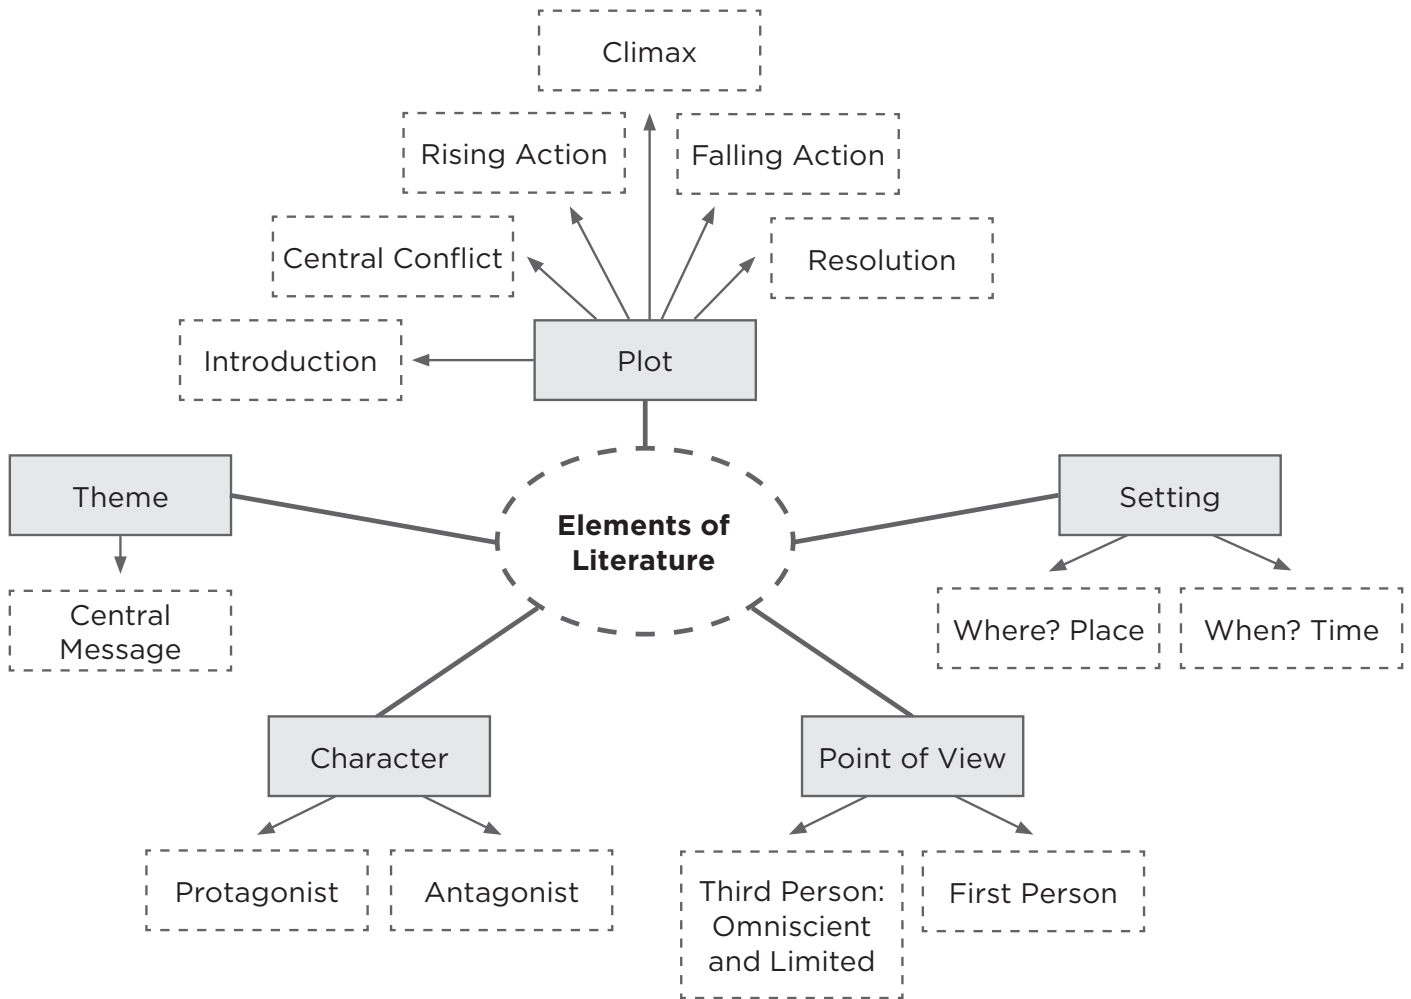 Climax
Rising Action
Falling Action
Central Conflict
Resolution
Introduction
Plot
Theme
Setting
Elements of
Literature
Central
Message
Where? Place
When? Time
Character
Point of View
Protagonist
Antagonist
Third Person:
Omniscient
and Limited
First Person